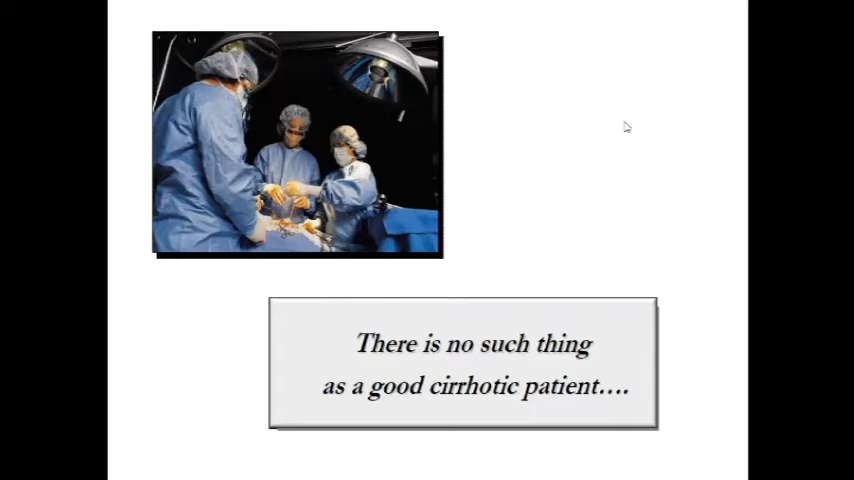 There is no such thing
as a good cirrhotic patient....